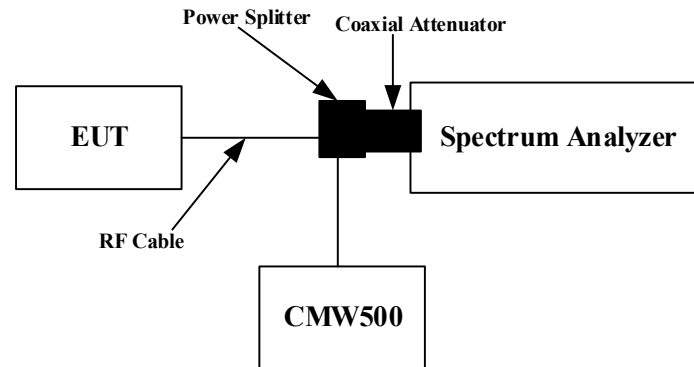 Power Splitter
Coaxial Attenuator
EUT
Spectrum Analyzer
RF Cable
CMW500